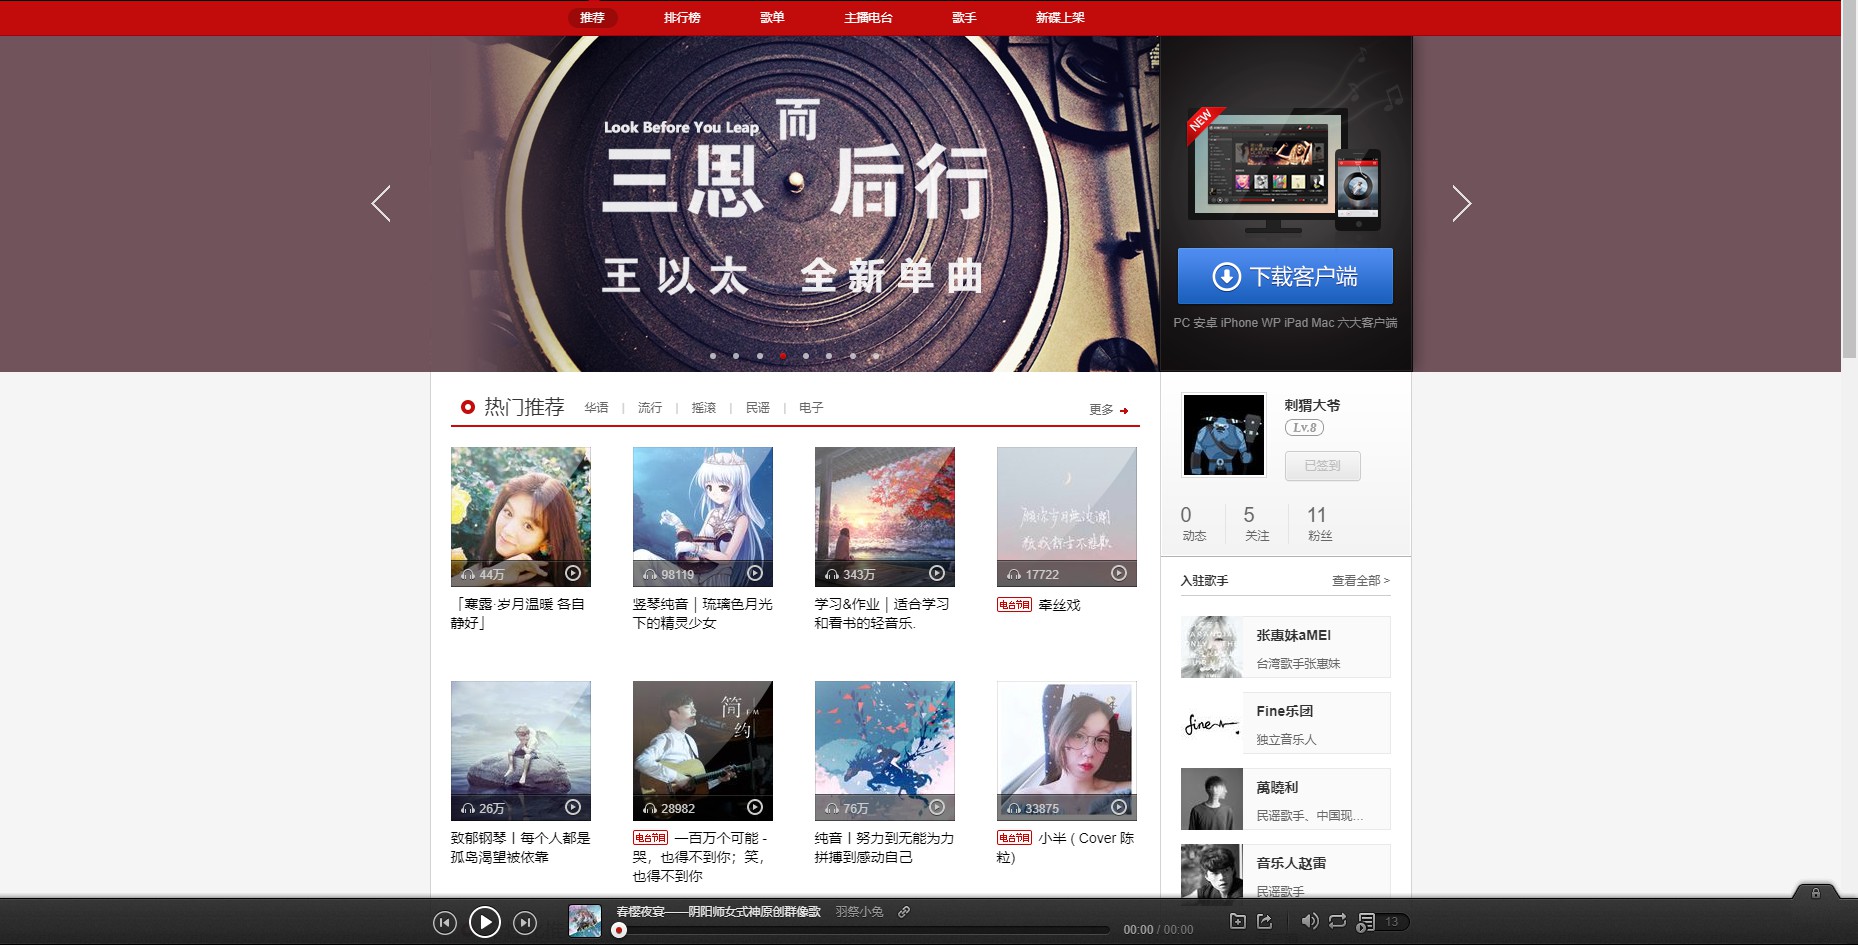 推荐 排行榜 歌单 主播电台 歌手 新碟上架
Look Before You Leap
三思而后行
王以太 全新单曲
NEW
下载客户端
PC 安卓 iPhone WP iPad Mac 六大客户端
热门推荐 华语 | 流行 | 摇滚 | 民谣 | 电子
更多
44万
98119
343万
17722
「寒露·岁月温暖 各自
静好」
竖琴纯音 | 琉璃色月光
下的精灵少女
学习&作业 | 适合学习
和看书的轻音乐.
电台节目 牵丝戏
简约
26万
28982
76万
33875
致郁钢琴丨每个人都是
孤岛渴望被依靠
电台节目 一百万个可能 -
哭，也得不到你；笑，
也得不到你
纯音丨努力到无能为力
拼搏到感动自己
电台节目 小半 ( Cover 陈
粒)
刺猬大爷
Lv.8
已签到
0 5 11
动态 关注 粉丝
入驻歌手 查看全部 >
张惠妹aMEI
台湾歌手张惠妹
fine
Fine乐团
独立音乐人
萬曉利
民谣歌手、中国现...
音乐人赵雷
民谣歌手
春樱夜宴——阴阳师女式神原创群像歌 羽祭小兔
00:00 / 00:00
13